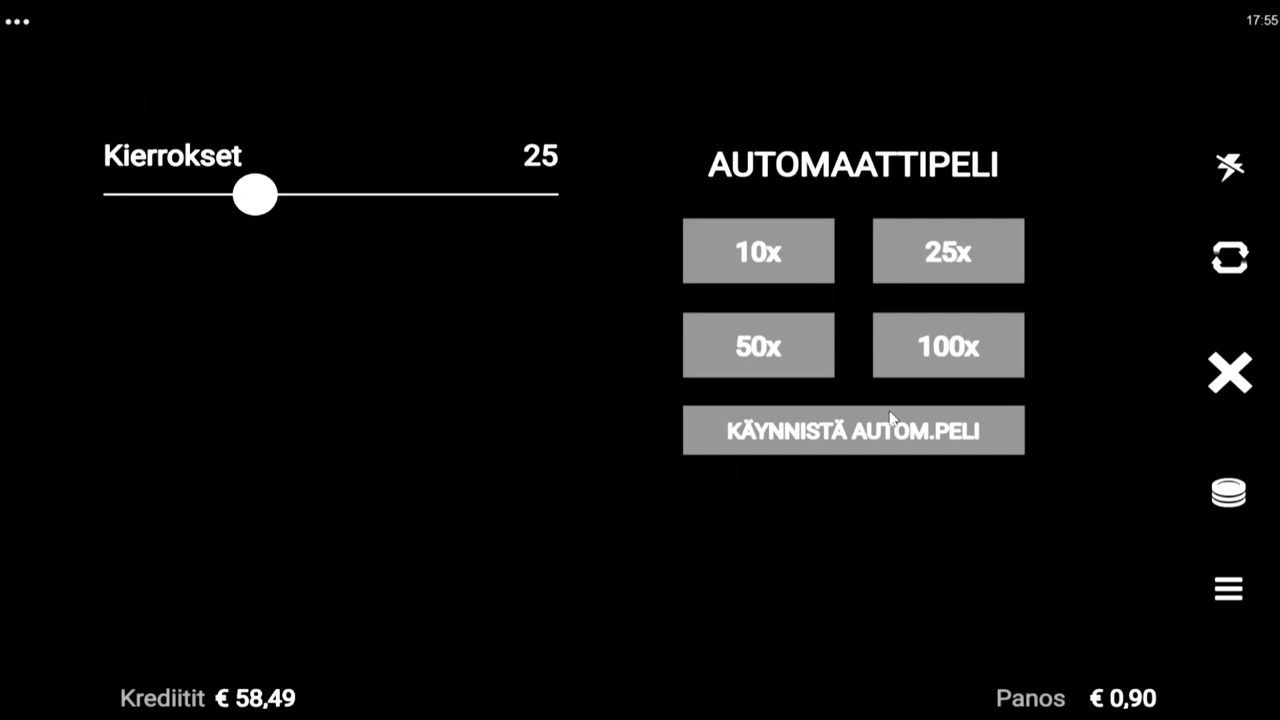 17:55
Kierrokset 25
AUTOMAATTIPELI
10x 25x
50x 100x
KÄYNNISTÄ AUTOM.PELI
Krediitit € 58,49 Panos € 0,90